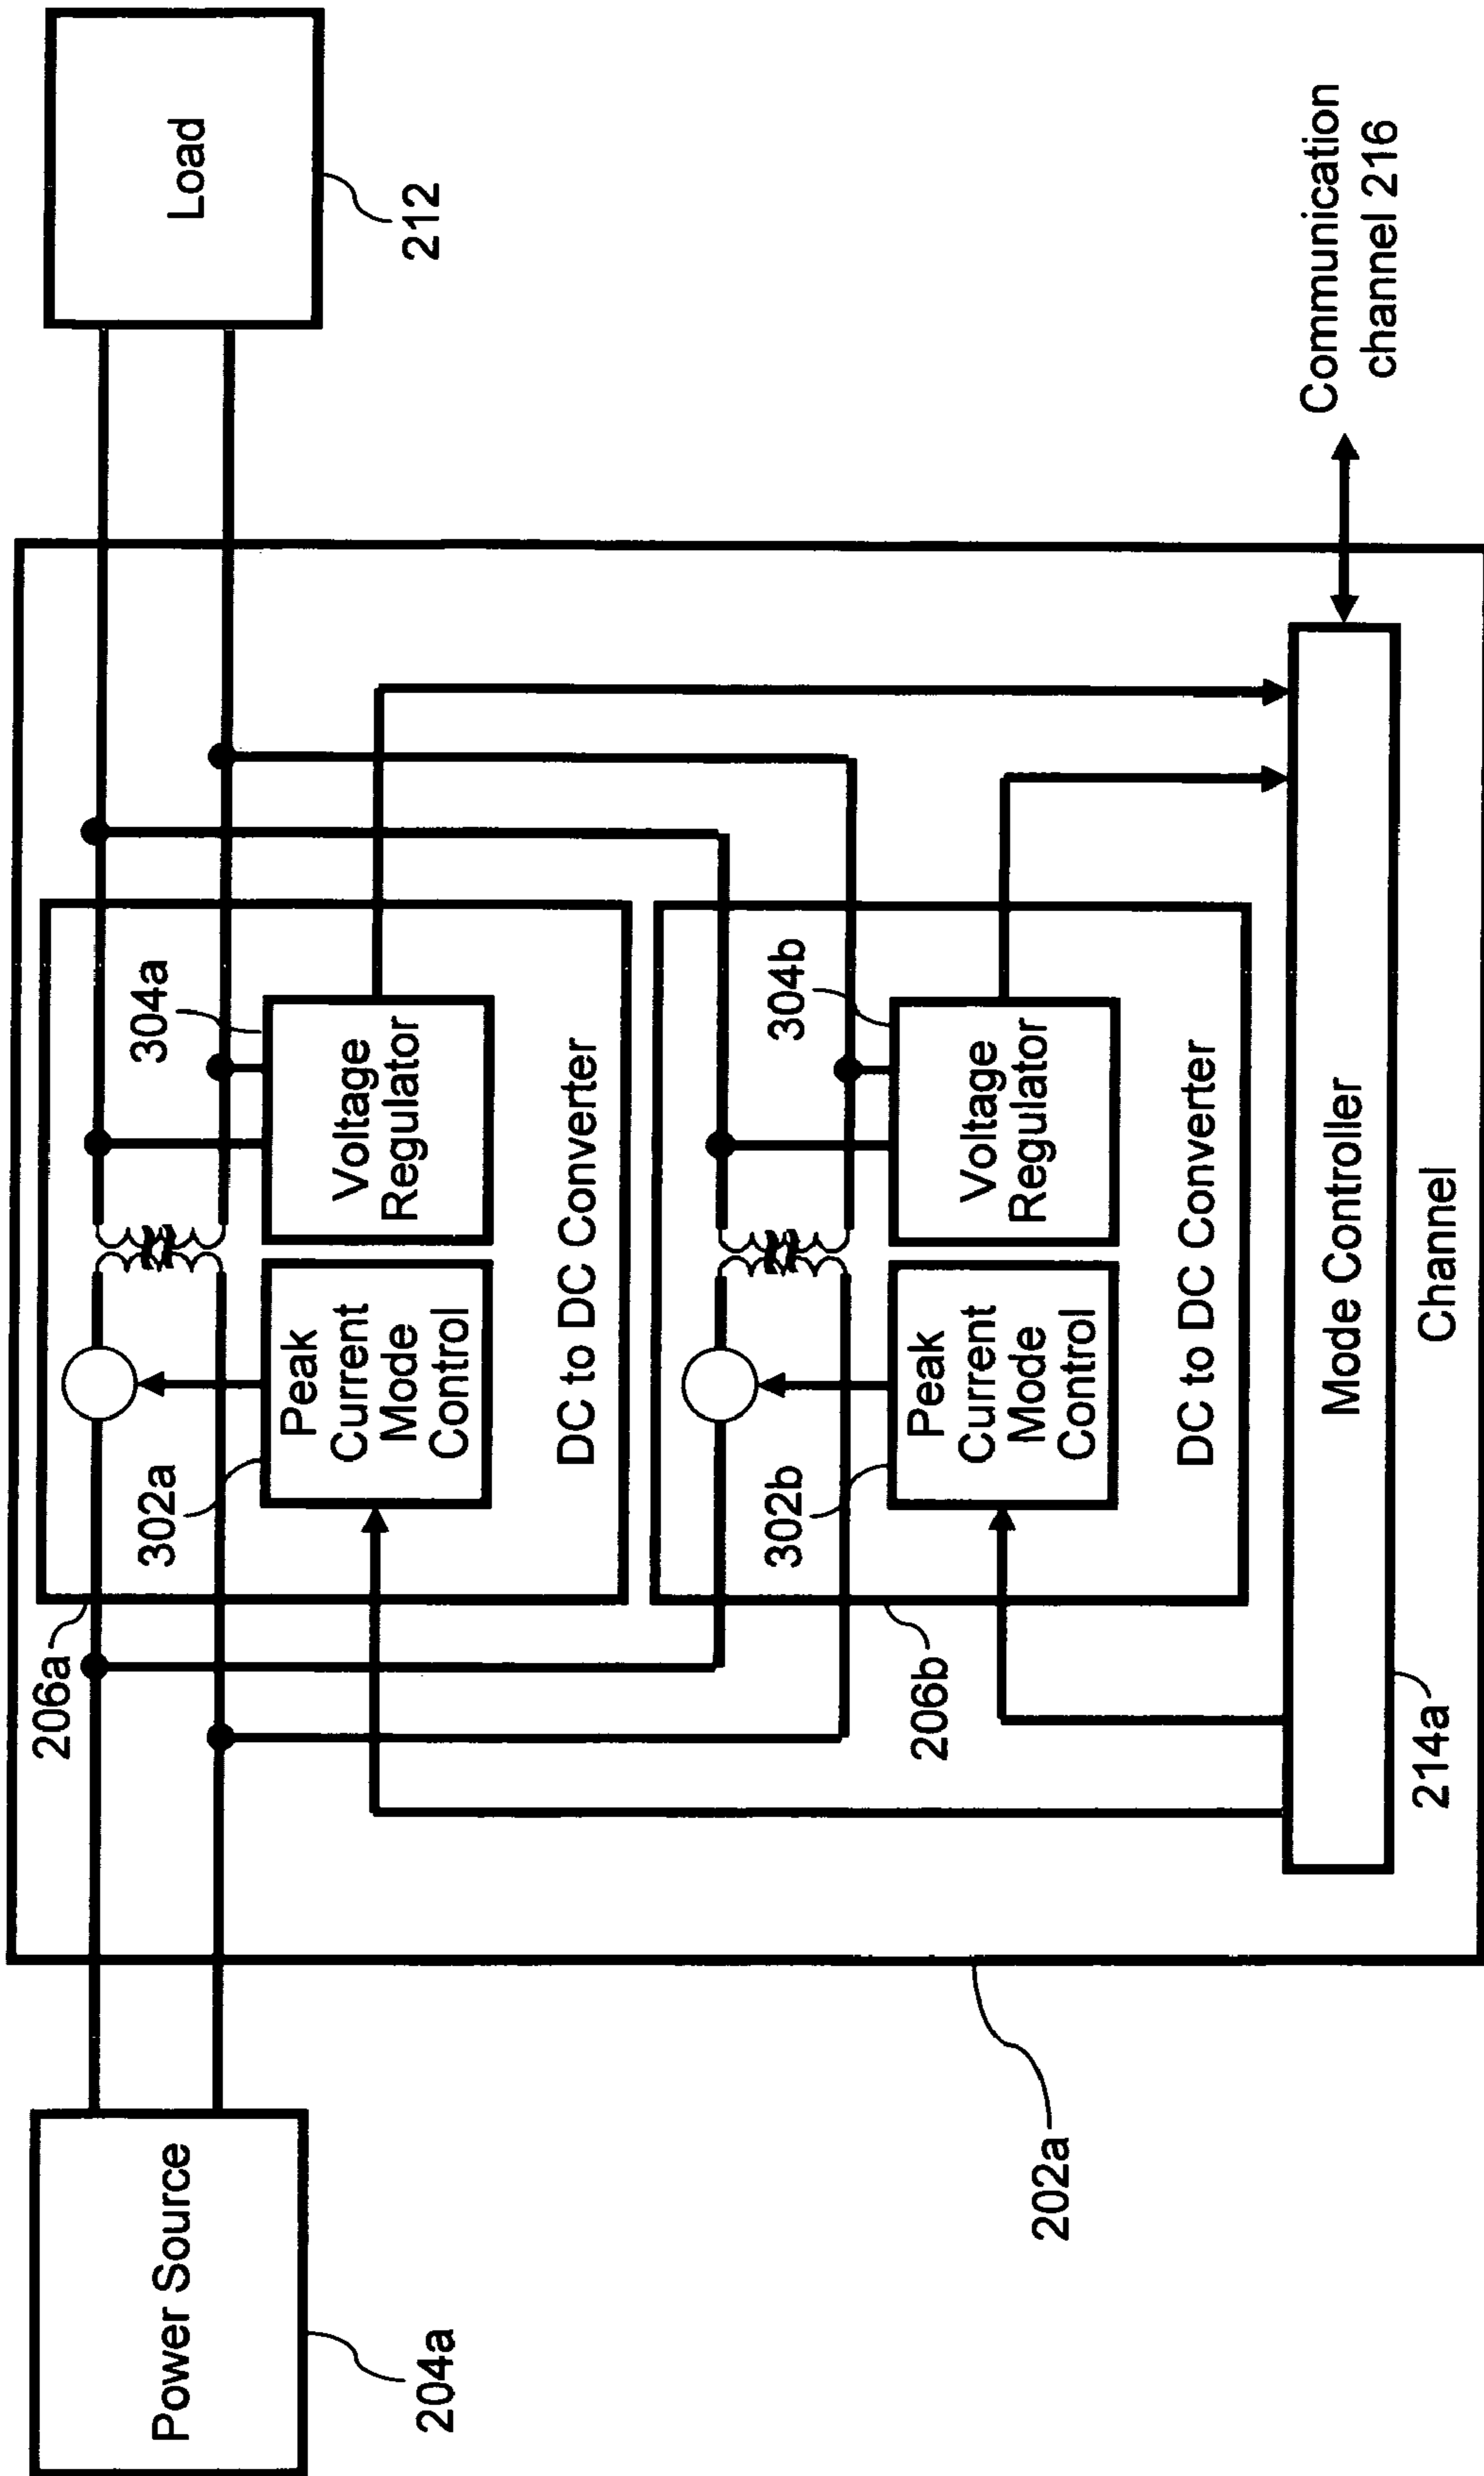 Power Source
204a
Load
212
206a
302a
304a
Peak
Current
Mode
Control
Voltage
Regulator
DC to DC Converter
206b
302b
304b
Peak
Current
Mode
Control
Voltage
Regulator
DC to DC Converter
Mode Controller
214a
Channel
202a
Communication
channel 216